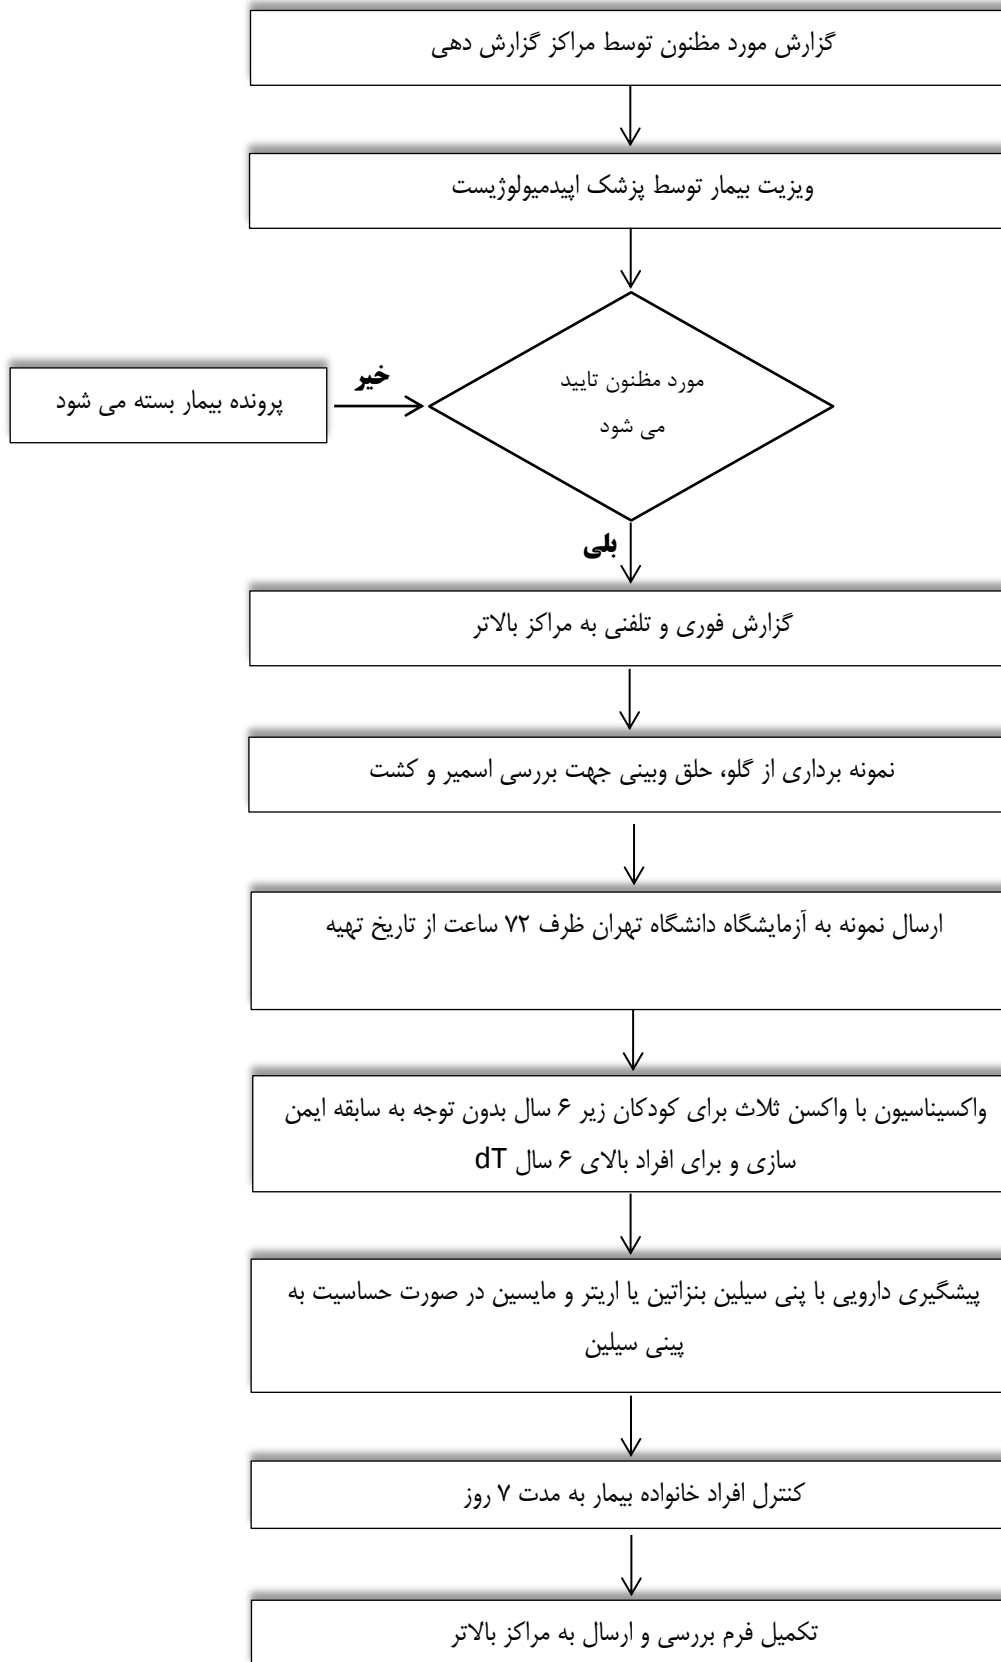 گزارش مورد مظنون توسط مراکز گزارش دهی
ویزیت بیمار توسط پزشک اپیدمیولوژیست
مورد مظنون تایید
می شود
خیر
پرونده بیمار بسته می شود
بلی
گزارش فوری و تلفنی به مراکز بالاتر
نمونه برداری از گلو، حلق وبینی جهت بررسی اسمیر و کشت
ارسال نمونه به آزمایشگاه دانشگاه تهران ظرف ۷۲ ساعت از تاریخ تهیه
واکسیناسیون با واکسن ثلاث برای کودکان زیر ۶ سال بدون توجه به سابقه ایمن
سازی و برای افراد بالای ۶ سال dT
پیشگیری دارویی با پنی سیلین بنزاتین یا اریتر و مایسین در صورت حساسیت به
پینی سیلین
کنترل افراد خانواده بیمار به مدت ۷ روز
تکمیل فرم بررسی و ارسال به مراکز بالاتر